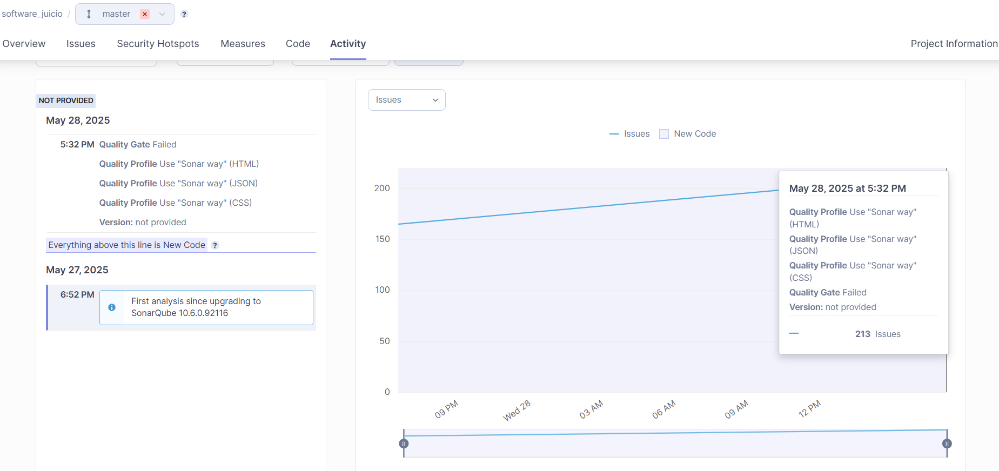 software_juicio / master ?
Overview Issues Security Hotspots Measures Code Activity Project Information
NOT PROVIDED
May 28, 2025
5:32 PM Quality Gate Failed
Quality Profile Use "Sonar way" (HTML)
Quality Profile Use "Sonar way" (JSON)
Quality Profile Use "Sonar way" (CSS)
Version: not provided
Everything above this line is New Code ?
May 27, 2025
6:52 PM
First analysis since upgrading to
SonarQube 10.6.0.92116
Issues
Issues New Code
200
150
100
50
0
09 PM Wed 28 03 AM 06 AM 09 AM 12 PM
May 28, 2025 at 5:32 PM
Quality Profile Use "Sonar way"
(HTML)
Quality Profile Use "Sonar way"
(JSON)
Quality Profile Use "Sonar way"
(CSS)
Quality Gate Failed
Version: not provided
213 Issues